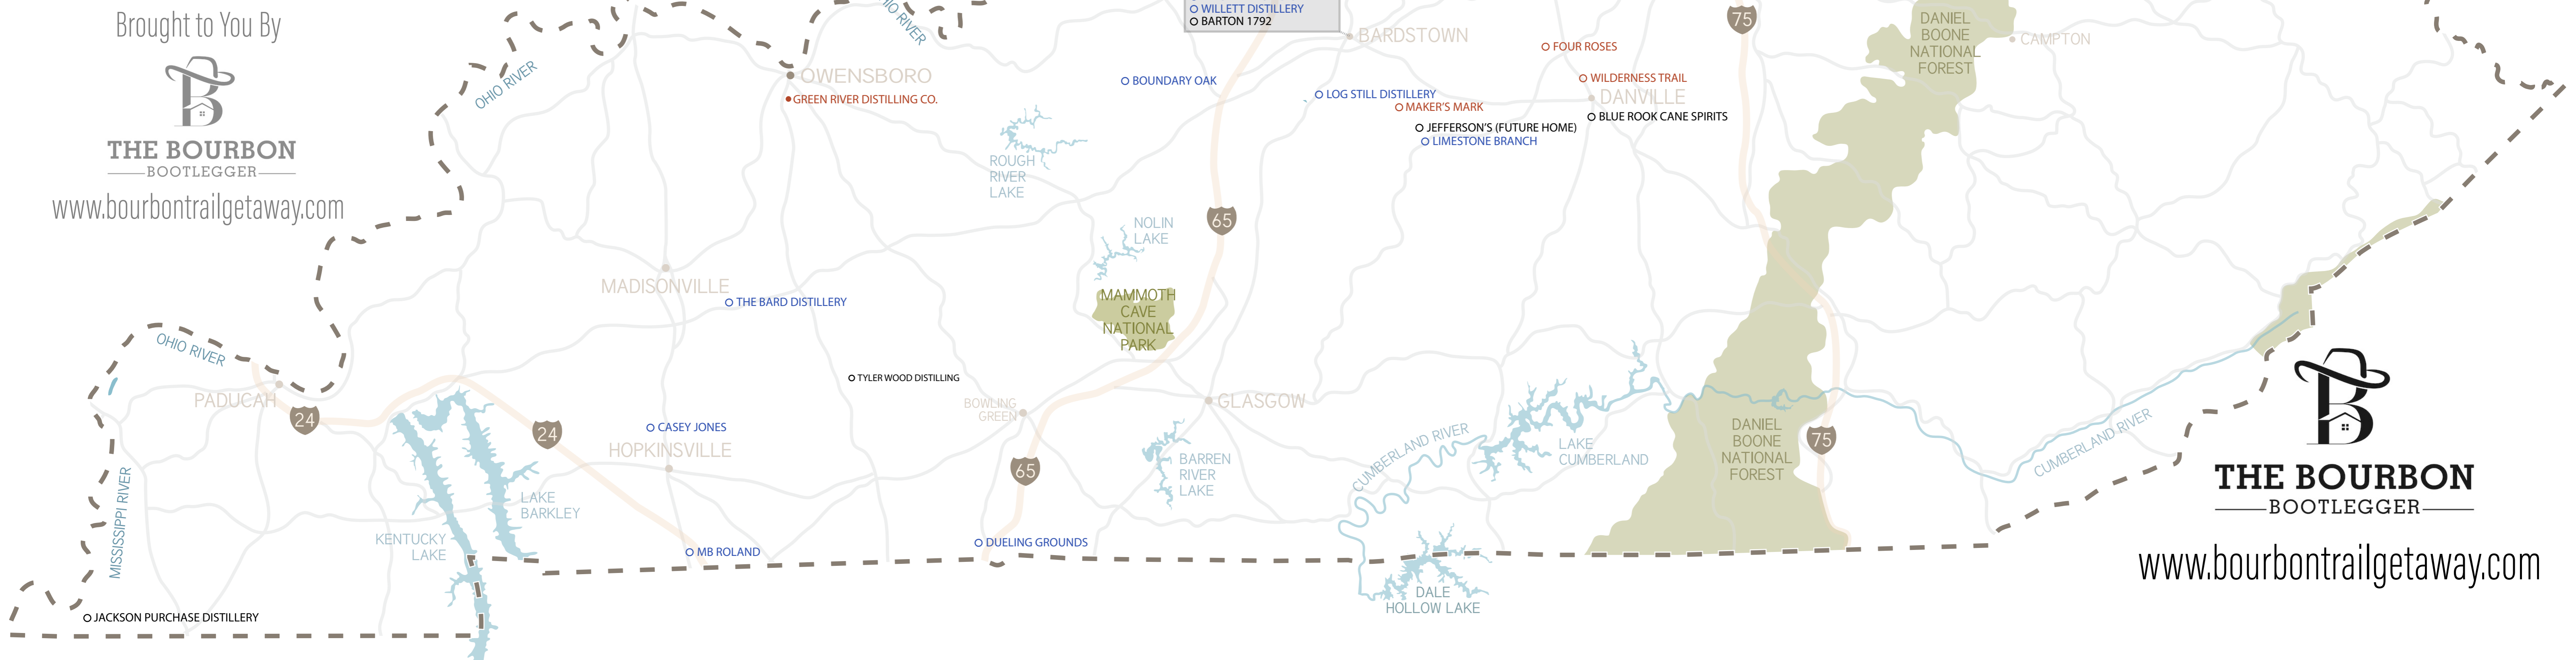 Brought to You By
B
THE BOURBON
BOOTLEGGER
www.bourbontrailgetaway.com
OHIO RIVER
OHIO RIVER
WILLETT DISTILLERY
BARTON 1792
BARDSTOWN
FOUR ROSES
75
DANIEL
BOONE
NATIONAL
FOREST
CAMPTON
OWENSBORO
GREEN RIVER DISTILLING CO.
BOUNDARY OAK
LOG STILL DISTILLERY
MAKER'S MARK
WILDERNESS TRAIL
DANVILLE
JEFFERSON'S (FUTURE HOME)
BLUE ROOK CANE SPIRITS
LIMESTONE BRANCH
ROUGH
RIVER
LAKE
NOLIN
LAKE
65
MADISONVILLE
THE BARD DISTILLERY
MAMMOTH
CAVE
NATIONAL
PARK
OHIO RIVER
PADUCAH
24
24
TYLER WOOD DISTILLING
BOWLING
GREEN
GLASGOW
CASEY JONES
HOPKINSVILLE
65
BARREN
RIVER
LAKE
CUMBERLAND RIVER
LAKE
CUMBERLAND
DANIEL
BOONE
NATIONAL
FOREST
75
CUMBERLAND RIVER
MISSISSIPPI RIVER
LAKE
BARKLEY
KENTUCKY
LAKE
MB ROLAND
DUELING GROUNDS
DALE
HOLLOW LAKE
JACKSON PURCHASE DISTILLERY
B
THE BOURBON
BOOTLEGGER
www.bourbontrailgetaway.com